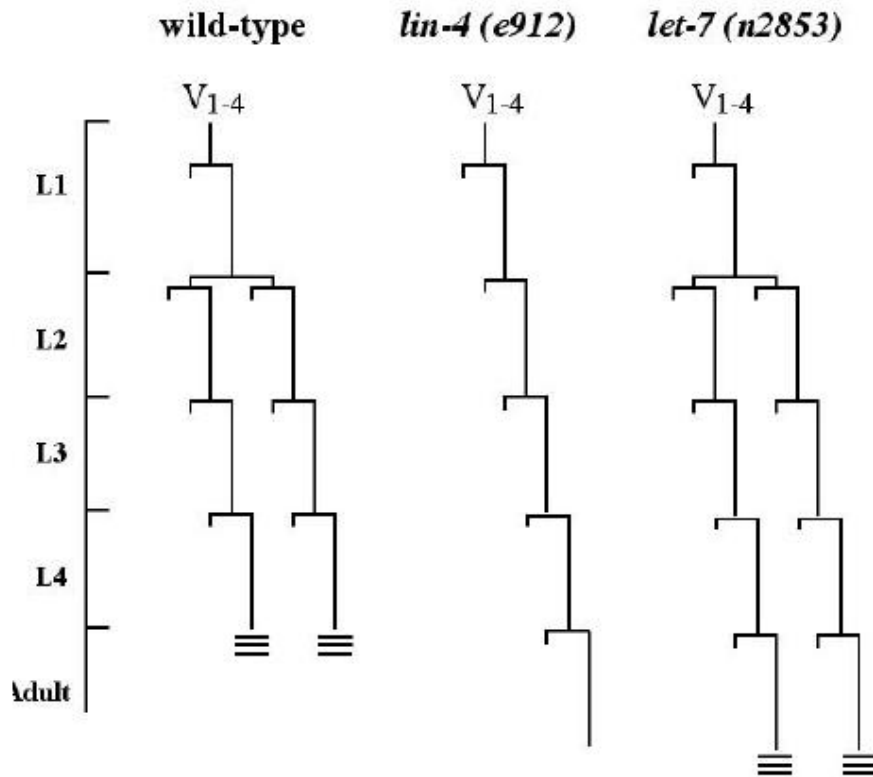 wild-type lin-4 (e912) let-7 (n2853)
V1-4 V1-4 V1-4
L1
L2
L3
L4
Adult